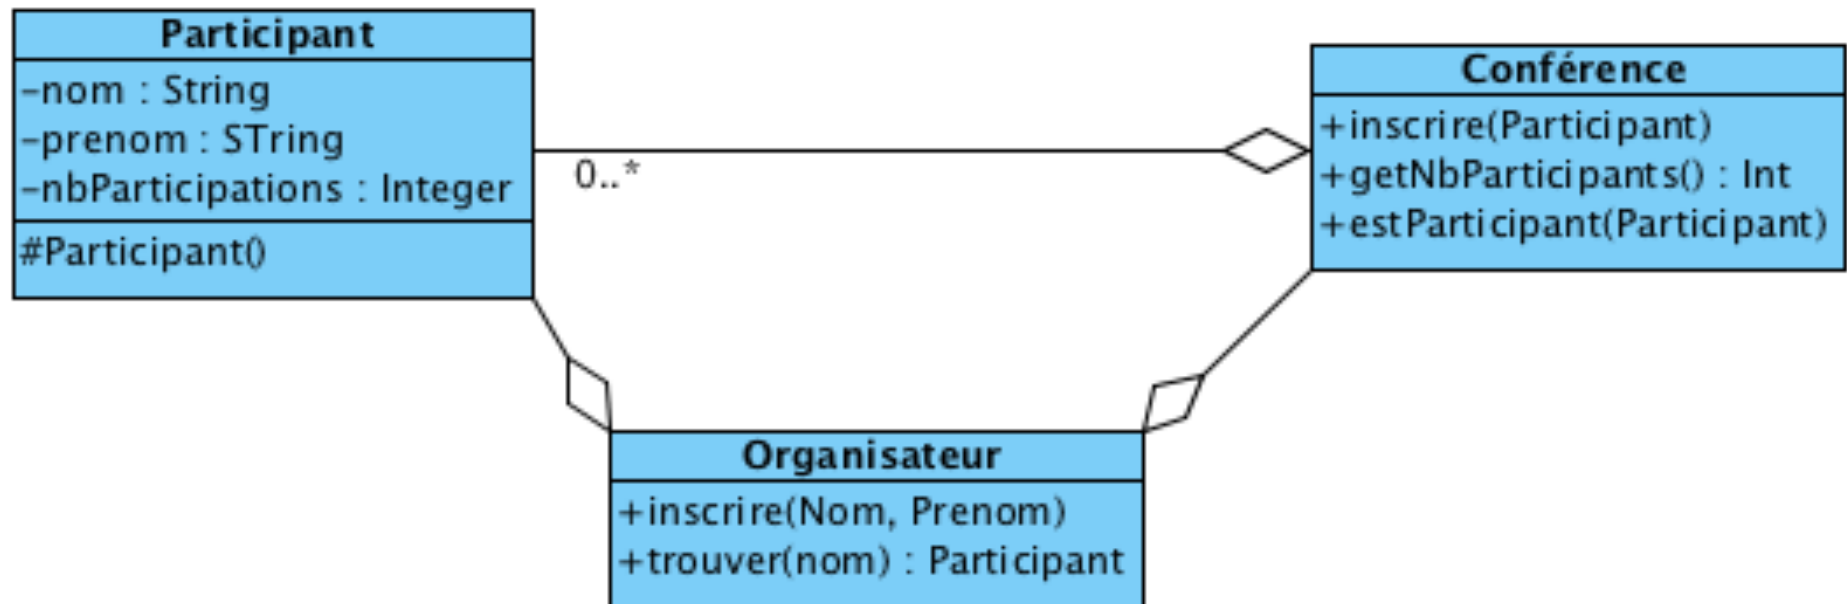 Participant
-nom : String
-prenom : STring
-nbParticipations : Integer
#Participant()
0..*
Conférence
+inscrire(Participant)
+getNbParticipants() : Int
+estParticipant(Participant)
Organisateur
+inscrire(Nom, Prenom)
+trouver(nom) : Participant